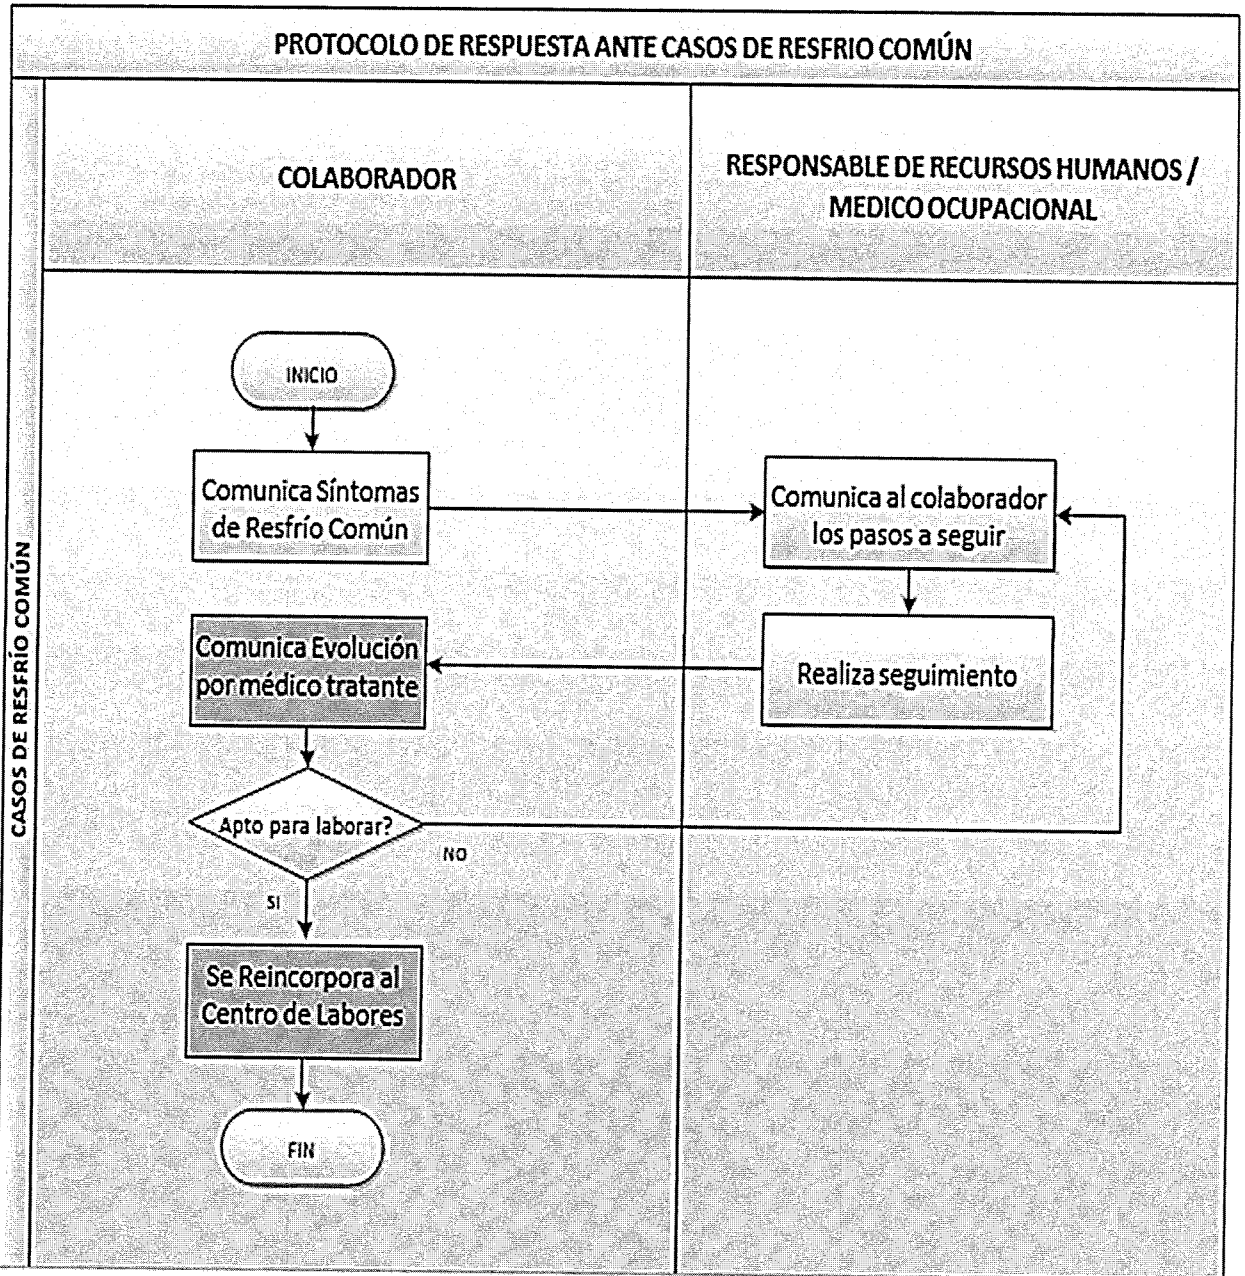 PROTOCOLO DE RESPUESTA ANTE CASOS DE RESFRIO COMÚN
COLABORADOR
RESPONSABLE DE RECURSOS HUMANOS /
MEDICO OCUPACIONAL
CASOS DE RESFRÍO COMÚN
INICIO
Comunica Síntomas
de Resfrío Común
Comunica al colaborador
los pasos a seguir
Realiza seguimiento
Comunica Evolución
por médico tratante
Apto para laborar?
NO
SI
Se Reincorpora al
Centro de Labores
FIN